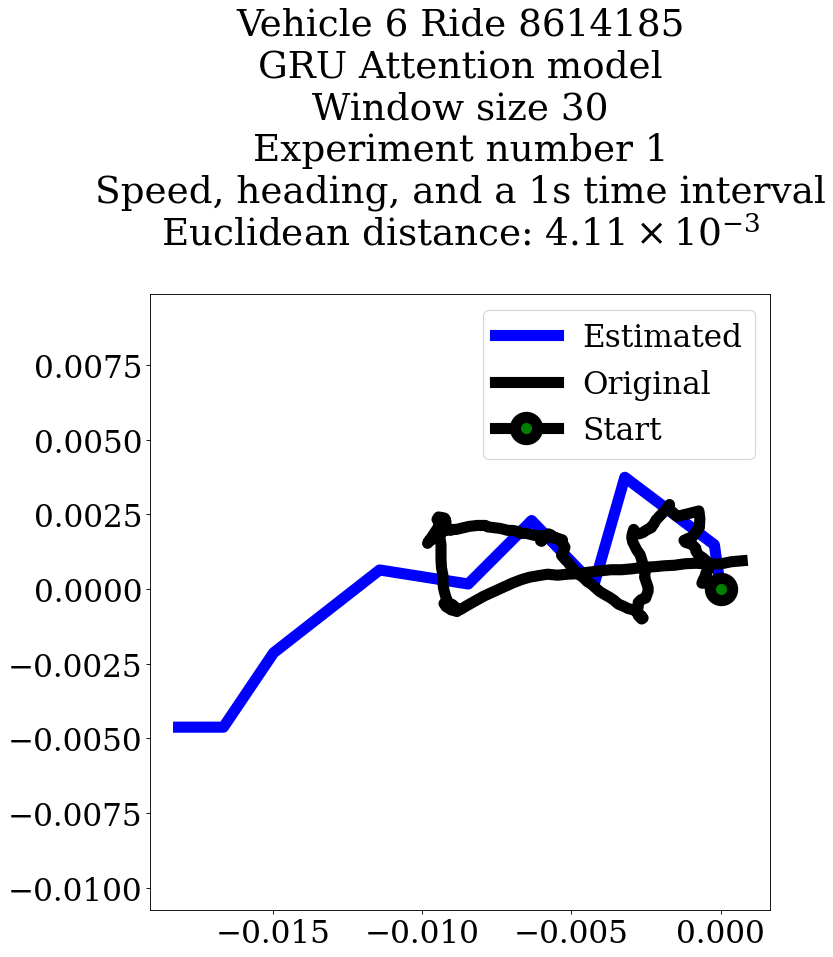 Vehicle 6 Ride 8614185
GRU Attention model
Window size 30
Experiment number 1
Speed, heading, and a 1s time interval
Euclidean distance: 4.11 × 10⁻³
Estimated
Original
Start
0.0075
0.0050
0.0025
0.0000
−0.0025
−0.0050
−0.0075
−0.0100
−0.015 −0.010 −0.005 0.000